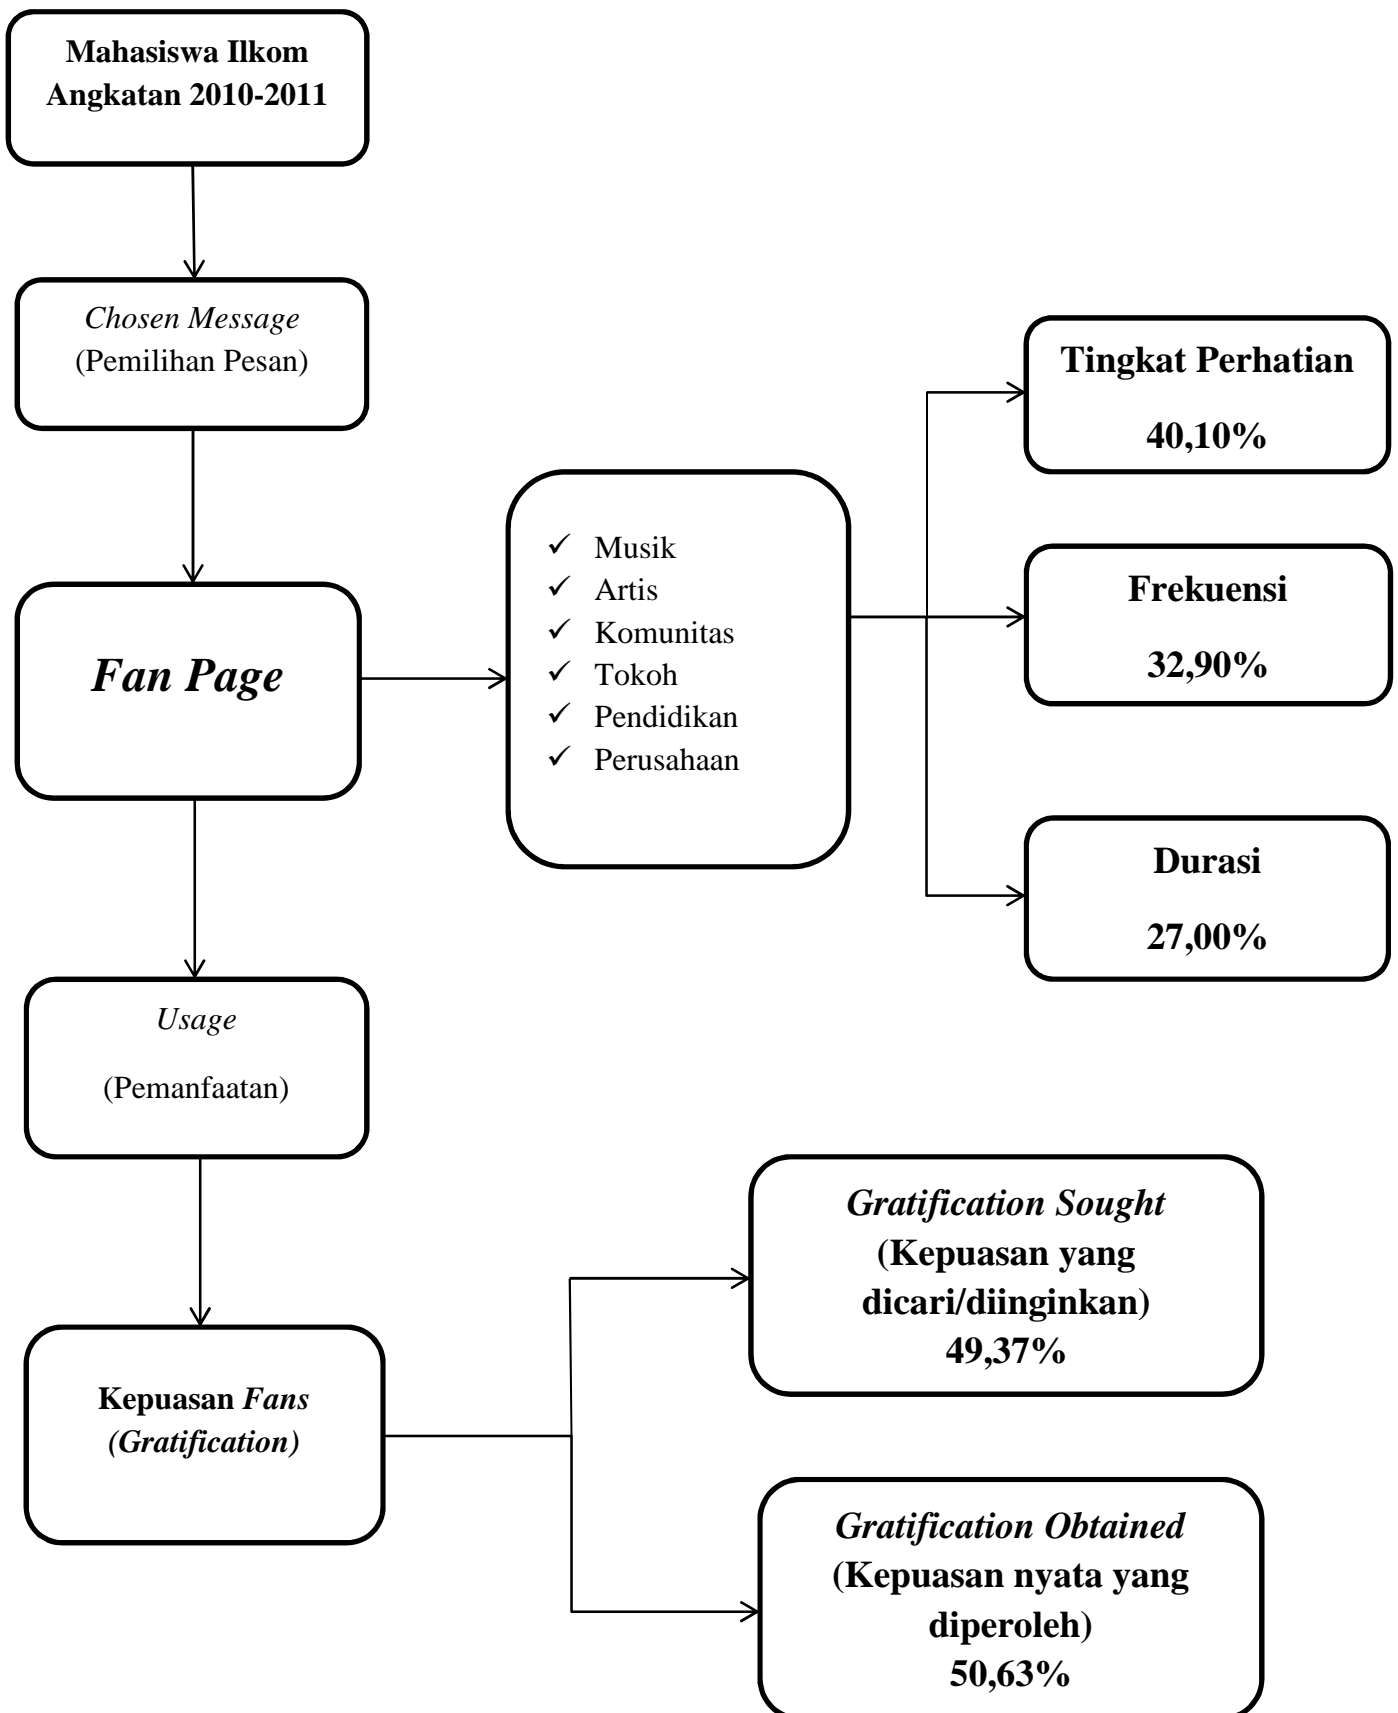 Mahasiswa Ilkom
Angkatan 2010-2011
Chosen Message
(Pemilihan Pesan)
Fan Page
✓ Musik
✓ Artis
✓ Komunitas
✓ Tokoh
✓ Pendidikan
✓ Perusahaan
Tingkat Perhatian
40,10%
Frekuensi
32,90%
Durasi
27,00%
Usage
(Pemanfaatan)
Kepuasan Fans
(Gratification)
Gratification Sought
(Kepuasan yang
dicari/diinginkan)
49,37%
Gratification Obtained
(Kepuasan nyata yang
diperoleh)
50,63%